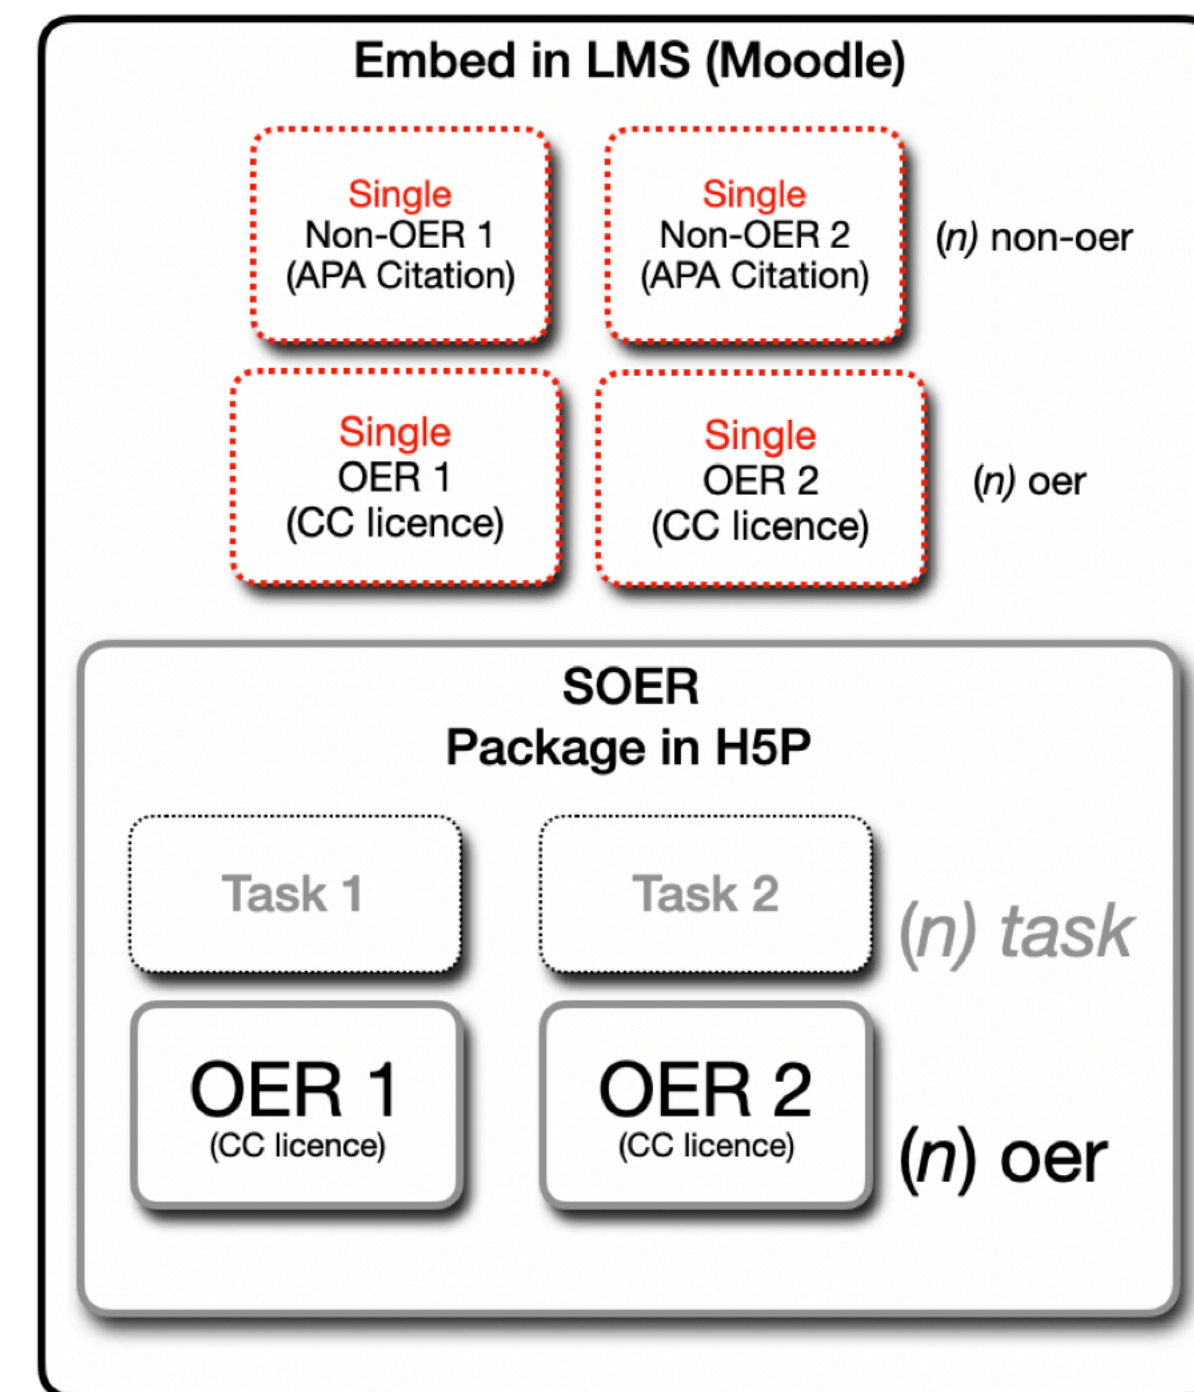 Embed in LMS (Moodle)
Single
Non-OER 1
(APA Citation)
Single
Non-OER 2
(APA Citation)
(n) non-oer
Single
OER 1
(CC licence)
Single
OER 2
(CC licence)
(n) oer
SOER
Package in H5P
Task 1
Task 2
(n) task
OER 1
(CC licence)
OER 2
(CC licence)
(n) oer